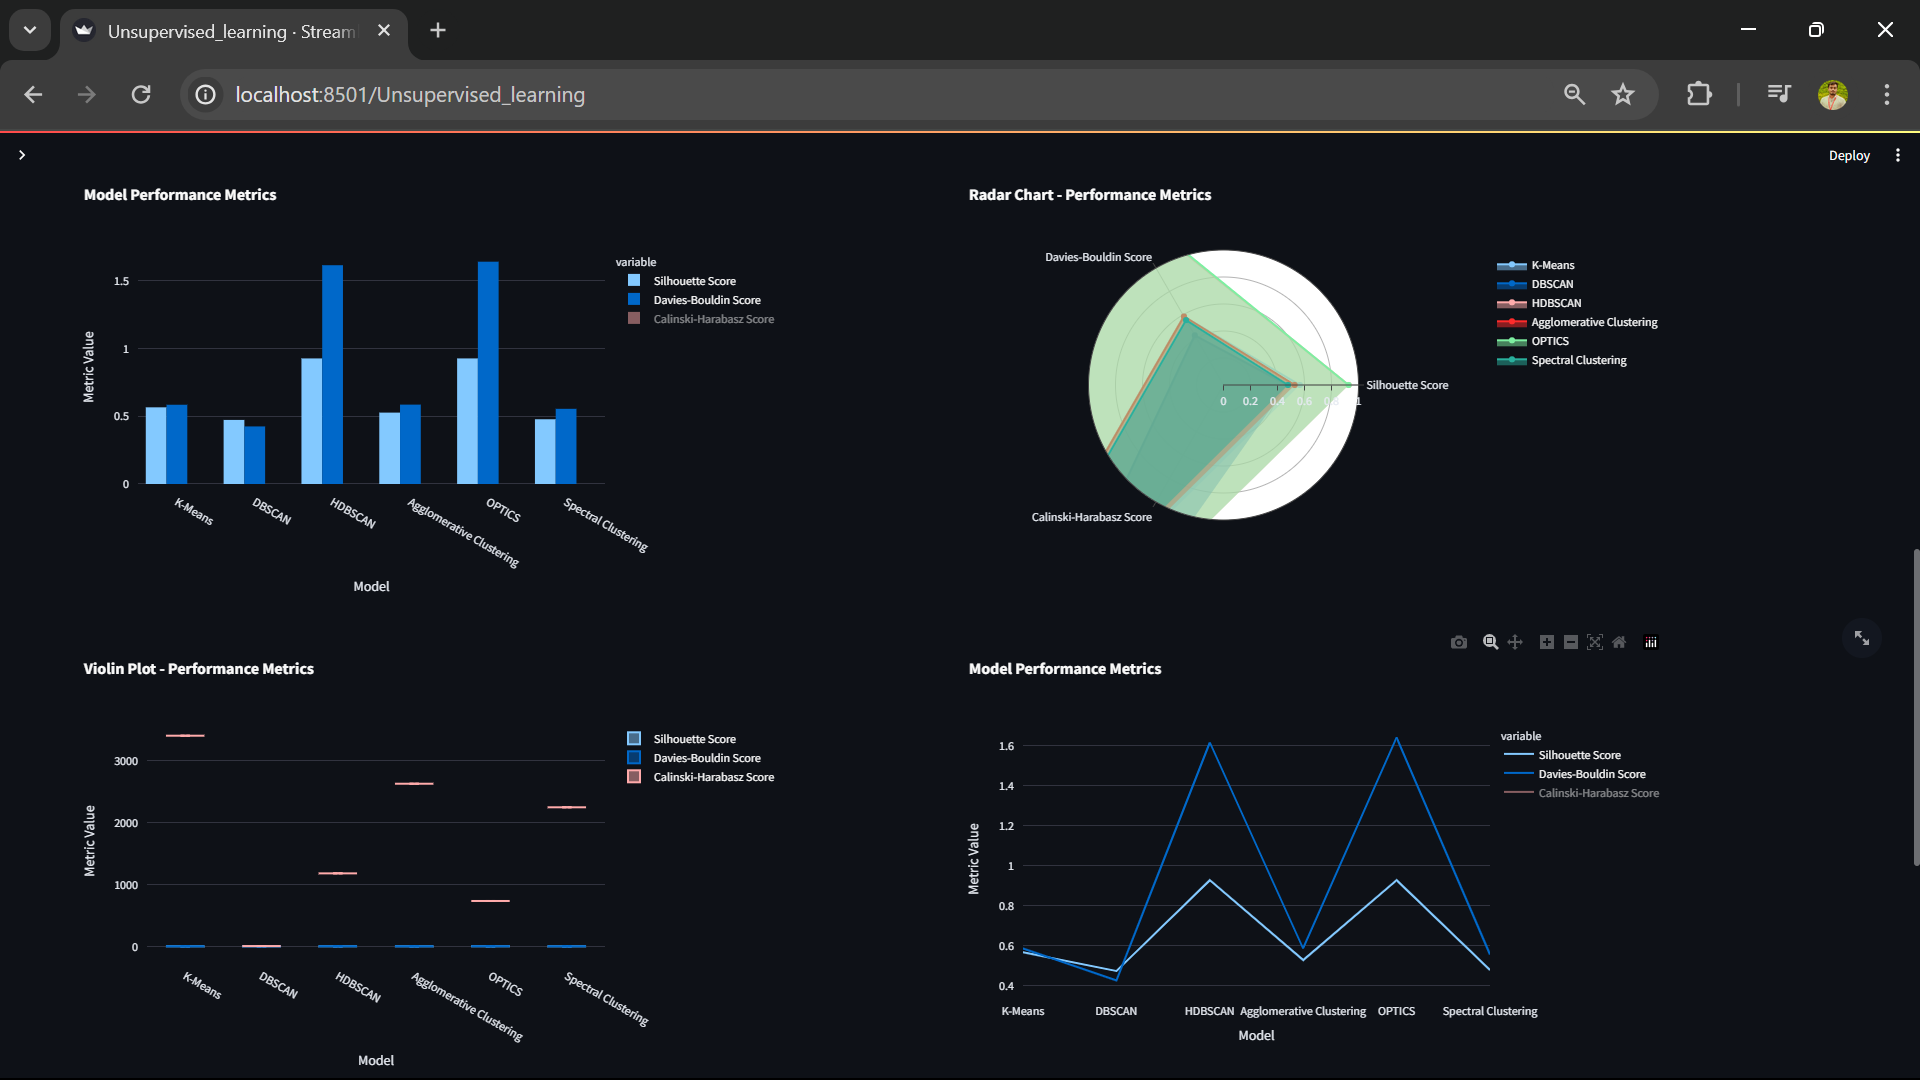 Unsupervised_learning · Stream
localhost:8501/Unsupervised_learning
Deploy
Model Performance Metrics
Metric Value
1.5
1
0.5
0
K-Means
DBSCAN
HDBSCAN
Agglomerative Clustering
OPTICS
Spectral Clustering
Model
variable
Silhouette Score
Davies-Bouldin Score
Calinski-Harabasz Score
Radar Chart - Performance Metrics
Davies-Bouldin Score
Silhouette Score
0 0.2 0.4 0.6 0.8 1
Calinski-Harabasz Score
K-Means
DBSCAN
HDBSCAN
Agglomerative Clustering
OPTICS
Spectral Clustering
Violin Plot - Performance Metrics
Metric Value
3000
2000
1000
0
K-Means
DBSCAN
HDBSCAN
Agglomerative Clustering
OPTICS
Spectral Clustering
Model
Silhouette Score
Davies-Bouldin Score
Calinski-Harabasz Score
Model Performance Metrics
Metric Value
1.6
1.4
1.2
1
0.8
0.6
0.4
K-Means DBSCAN HDBSCAN Agglomerative Clustering OPTICS Spectral Clustering
Model
variable
Silhouette Score
Davies-Bouldin Score
Calinski-Harabasz Score